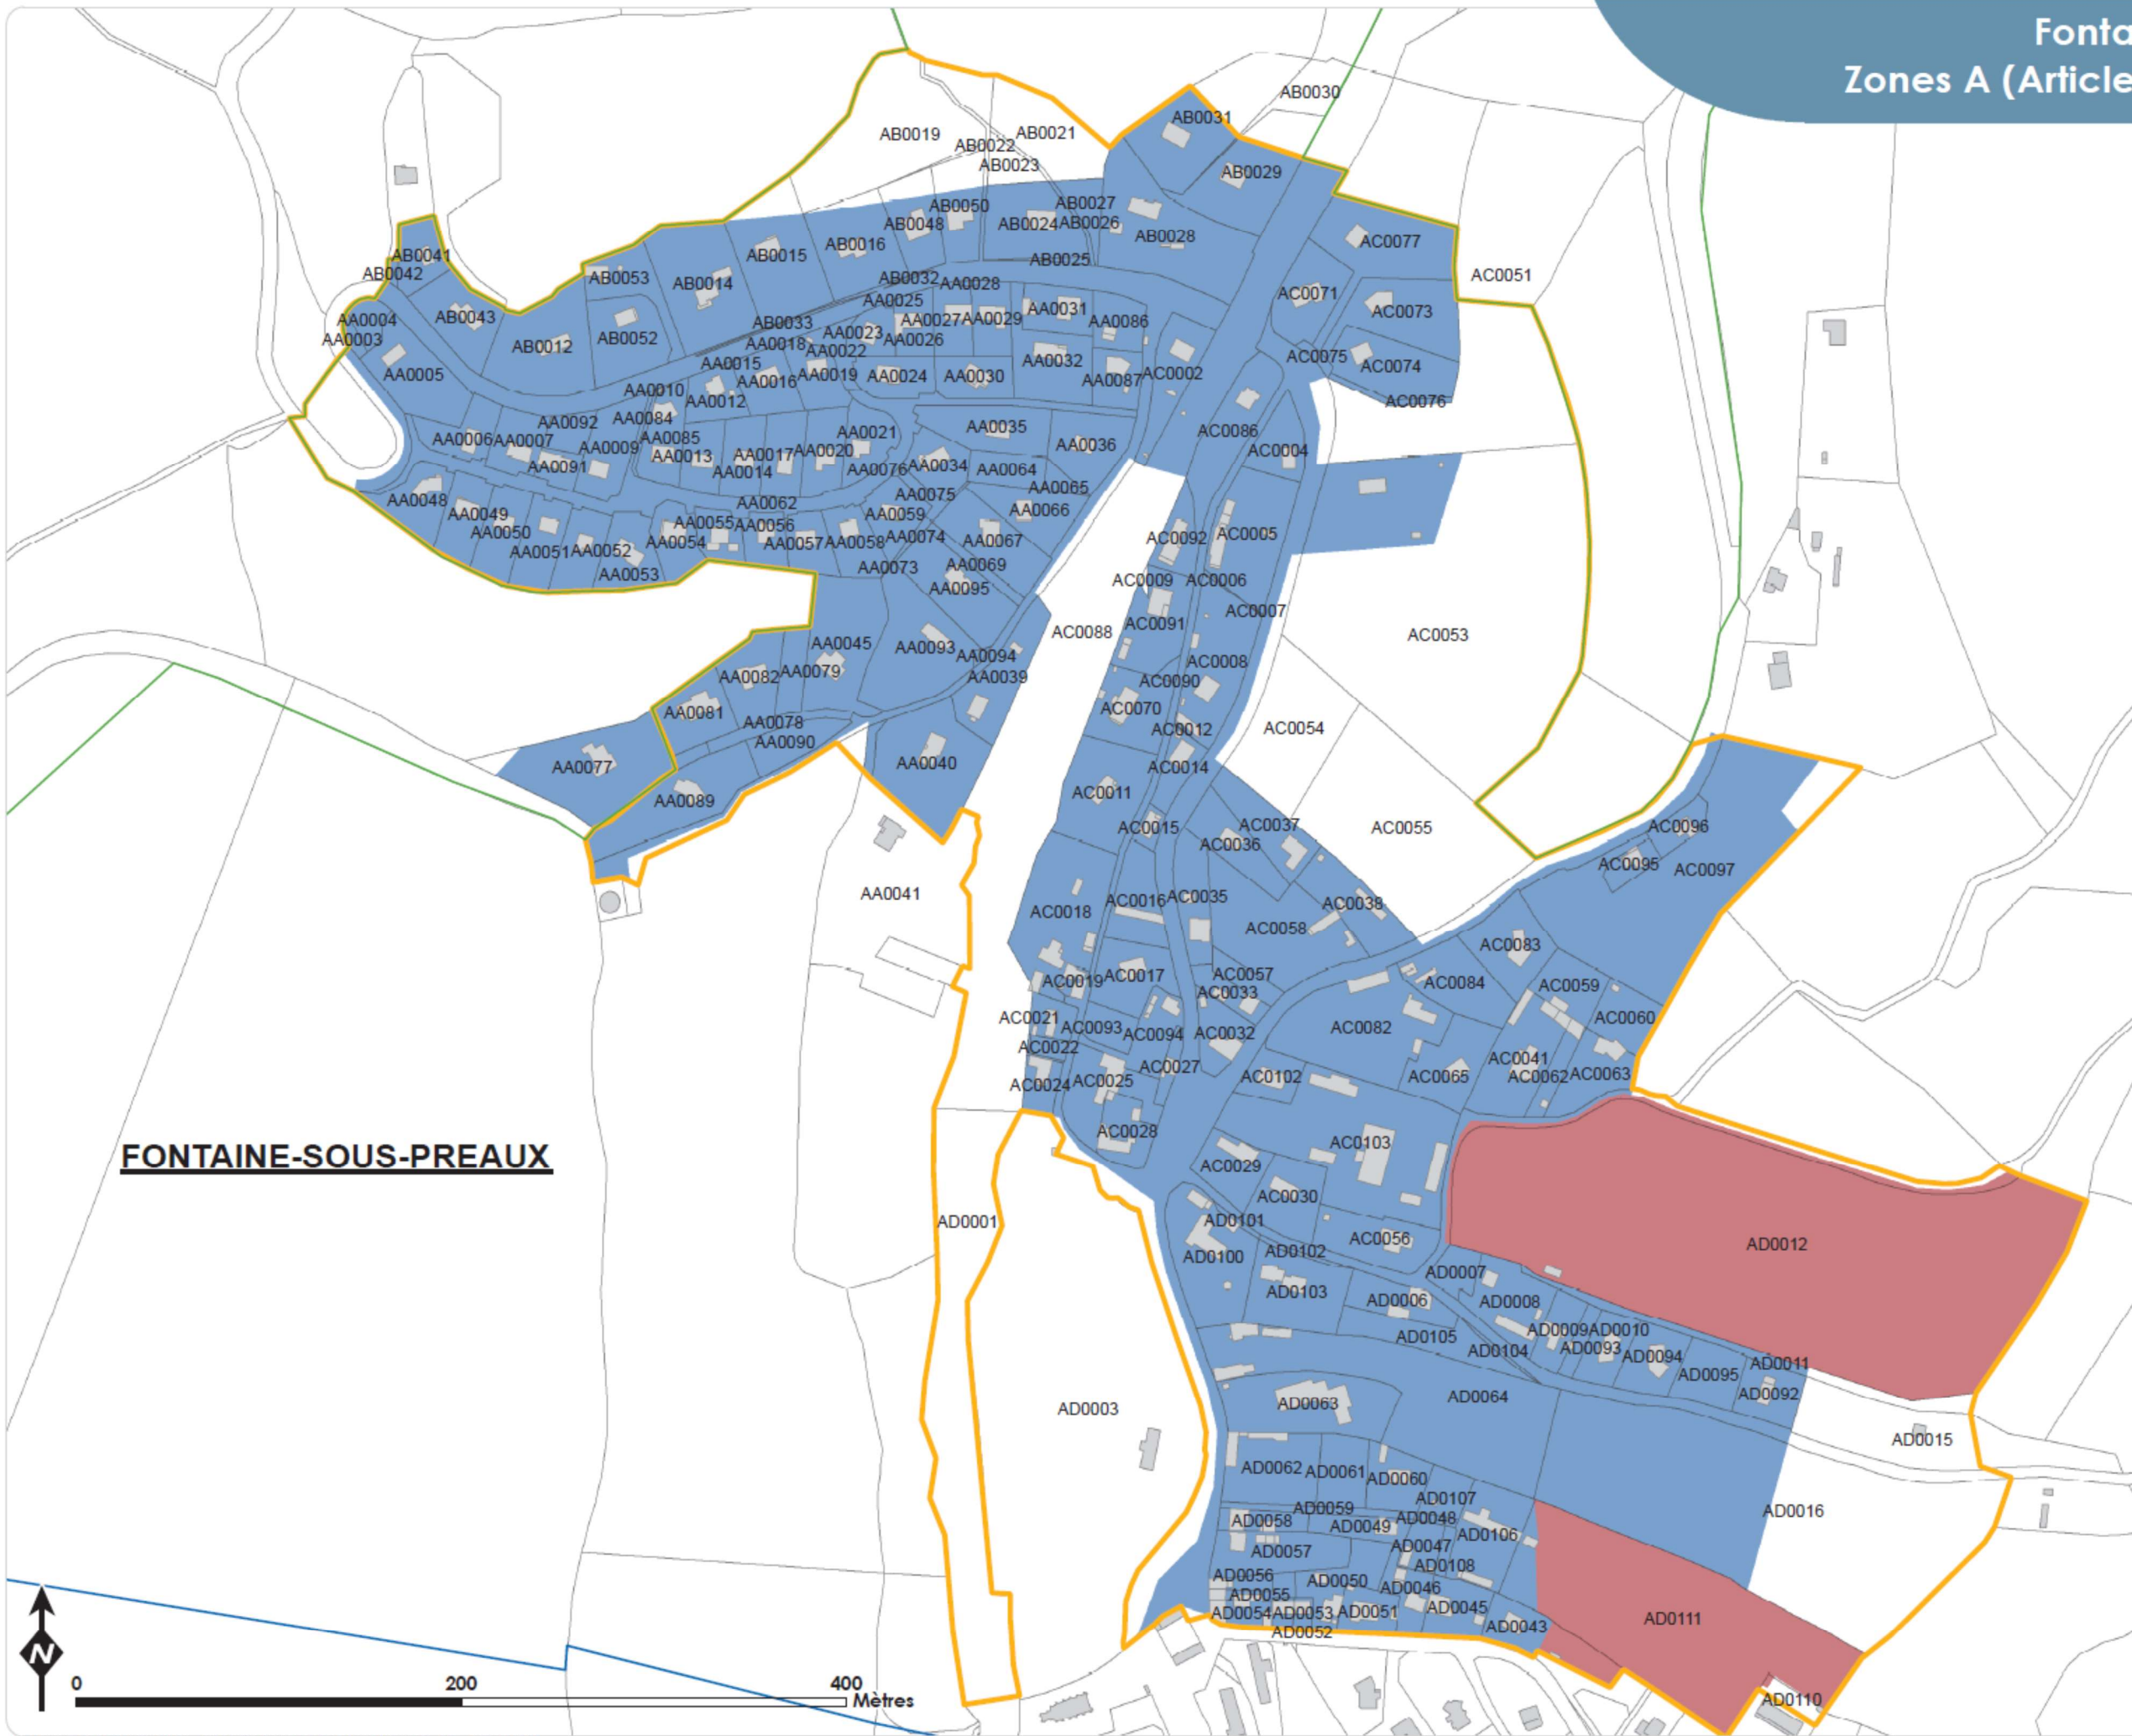 Fonta
Zones A (Article
AB0030
AB0031
AB0019
AB0021
AB0022
AB0023
AB0029
AB0050
AB0027
AB0048
AB0024
AB0026
AB0028
AC0077
AB0016
AB0015
AB0041
AB0042
AB0053
AB0014
AB0025
AC0051
AB0032
AA0028
AC0071
AA0025
AC0073
AA0031
AB0043
AA0004
AA0003
AB0033
AA0027
AA0029
AA0086
AB0052
AB0012
AA0023
AA0026
AA0018
AA0022
AC0075
AA0032
AC0074
AA0015
AA0005
AA0016
AA0019
AA0024
AA0030
AA0087
AC0002
AA0010
AA0012
AC0076
AA0092
AA0084
AA0035
AC0086
AA0006
AA0007
AA0085
AA0021
AA0036
AA0009
AA0013
AA0017
AA0020
AC0004
AA0091
AA0014
AA0076
AA0034
AA0064
AA0048
AA0062
AA0075
AA0065
AA0049
AA0059
AA0066
AA0050
AA0055
AA0056
AC0092
AC0005
AA0051
AA0052
AA0054
AA0057
AA0058
AA0074
AA0067
AA0053
AA0073
AA0069
AA0095
AC0009
AC0006
AC0007
AC0088
AC0091
AC0053
AA0045
AA0093
AA0094
AA0082
AA0079
AA0039
AC0008
AC0090
AA0081
AA0078
AC0070
AC0012
AC0054
AA0090
AA0077
AA0040
AC0014
AA0089
AC0011
AC0015
AC0037
AC0036
AC0055
AC0096
AC0095
AC0097
AA0041
AC0016
AC0035
AC0038
AC0018
AC0058
AC0083
AC0019
AC0017
AC0057
AC0033
AC0084
AC0059
AC0021
AC0093
AC0094
AC0032
AC0082
AC0060
AC0022
AC0027
AC0102
AC0041
AC0024
AC0025
AC0065
AC0062
AC0063
AC0028
AC0103
FONTAINE-SOUS-PREAUX
AC0029
AC0030
AD0001
AD0101
AC0056
AD0012
AD0100
AD0102
AD0007
AD0103
AD0006
AD0008
AD0105
AD0104
AD0009
AD0010
AD0093
AD0094
AD0011
AD0095
AD0092
AD0003
AD0063
AD0064
AD0015
AD0062
AD0061
AD0060
AD0107
AD0059
AD0016
AD0058
AD0049
AD0048
AD0106
AD0057
AD0047
AD0108
AD0056
AD0050
AD0046
AD0055
AD0054
AD0053
AD0051
AD0045
AD0043
AD0111
AD0052
AD0110
N
0
200
400
Mètres